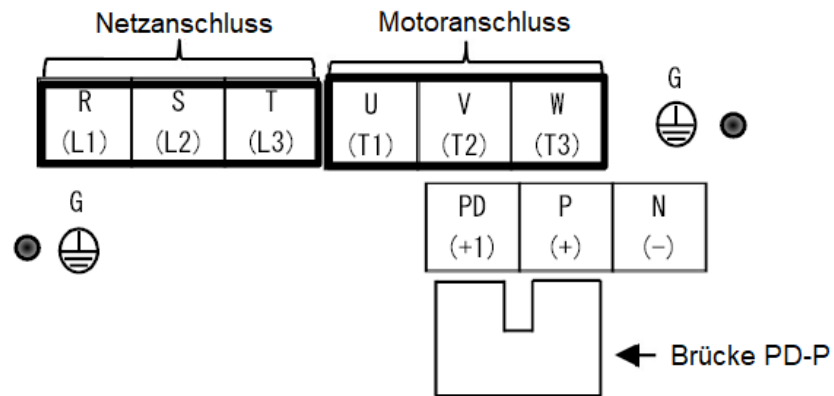 Netzanschluss Motoranschluss
R S T U V W G
(L1) (L2) (L3) (T1) (T2) (T3)
G PD P N
(+1) (+) (-)
Brücke PD-P